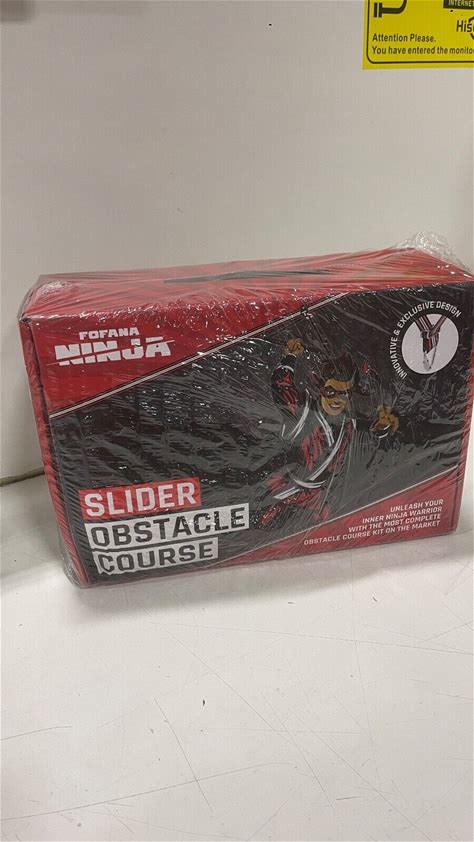 INTERNET
Attention Please.
You have entered the monito
FOFANA
NINJA
INNOVATIVE & EXCLUSIVE DESIGN
SLIDER
OBSTACLE
COURSE
UNLEASH YOUR
INNER NINJA WARRIOR
WITH THE MOST COMPLETE
OBSTACLE COURSE KIT ON THE MARKET